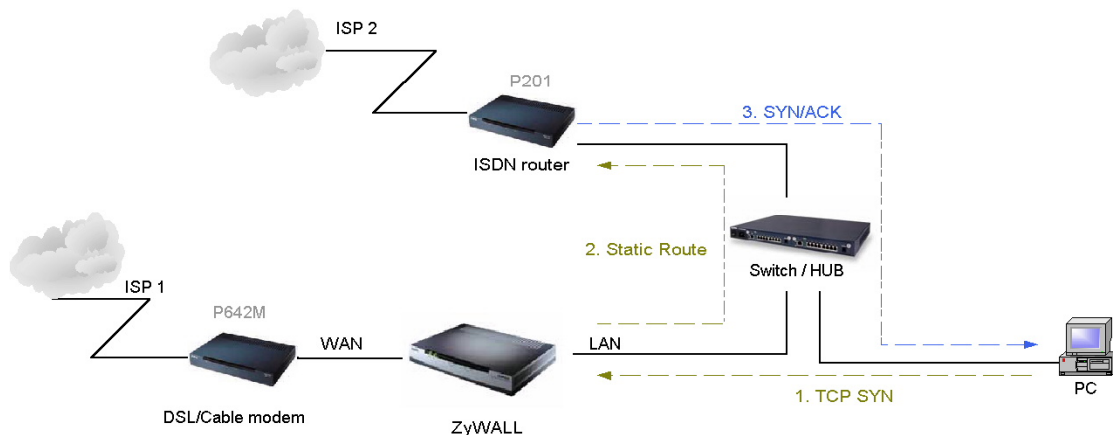 ISP 2
P201
3. SYN/ACK
ISDN router
2. Static Route
Switch / HUB
ISP 1
P642M
WAN
LAN
1. TCP SYN
PC
DSL/Cable modem
ZyWALL